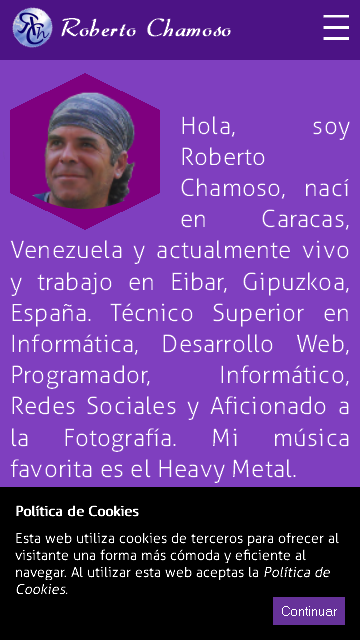 Roberto Chamoso
Hola, soy
Roberto
Chamoso, nací
en Caracas,
Venezuela y actualmente vivo
y trabajo en Eibar, Gipuzkoa,
España. Técnico Superior en
Informática, Desarrollo Web,
Programador, Informático,
Redes Sociales y Aficionado a
la Fotografía. Mi música
favorita es el Heavy Metal.
Política de Cookies
Esta web utiliza cookies de terceros para ofrecer al
visitante una forma más cómoda y eficiente al
navegar. Al utilizar esta web aceptas la Política de
Cookies.
Continuar